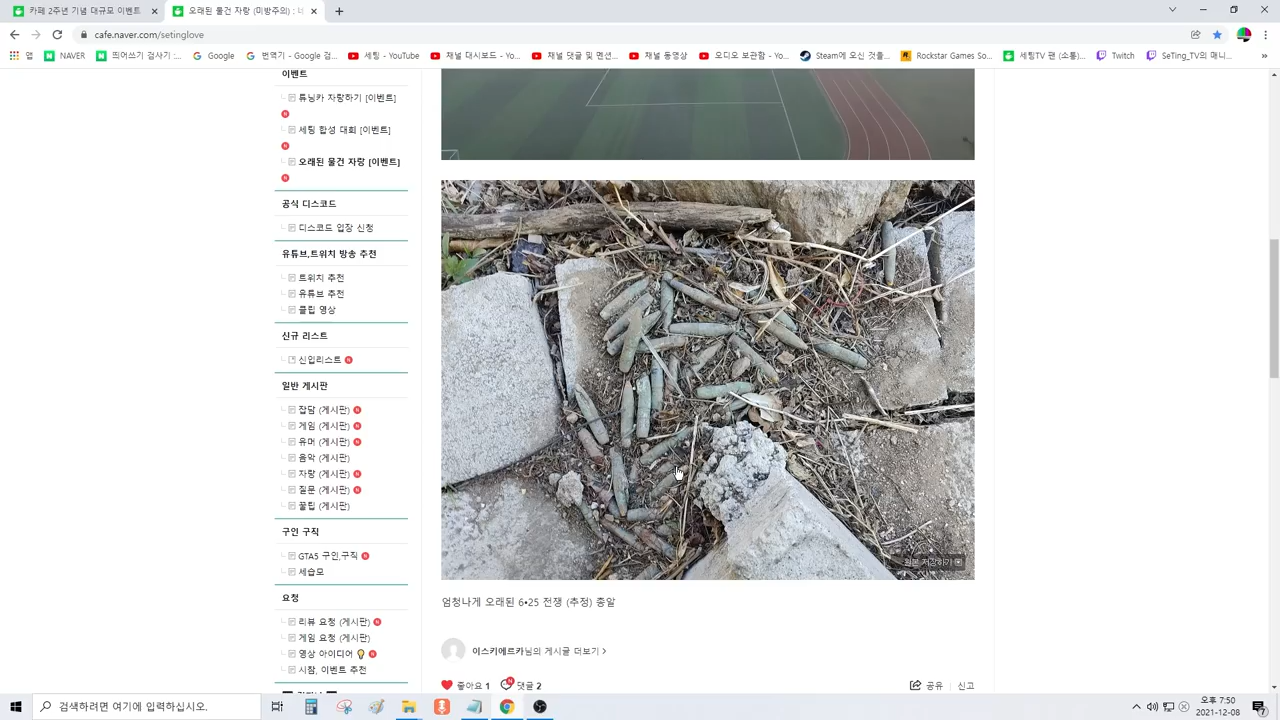 카페 2주년 기념 대규모 이벤트
오래된 물건 자랑 (미방주의) : 네
cafe.naver.com/setinglove
앱 NAVER 띄어쓰기 검사기 :... Google 번역기 - Google 검... 세팅 - YouTube 채널 대시보드 - Yo... 채널 댓글 및 멘션... 채널 동영상 오디오 보관함 - Yo... Steam에 오신 것을... Rockstar Games So... 세팅TV 팬 (소통)... Twitch SeTing_TV의 매니... »
이벤트
튜닝카 자랑하기 [이벤트]
N
세팅 합성 대회 [이벤트]
N
오래된 물건 자랑 [이벤트]
N
공식 디스코드
디스코드 입장 신청
유튜브,트위치 방송 추천
트위치 추천
유튜브 추천
클립 영상
신규 리스트
신입리스트 N
일반 게시판
잡담 (게시판) N
게임 (게시판) N
유머 (게시판) N
음악 (게시판)
자랑 (게시판) N
질문 (게시판) N
꿀팁 (게시판)
구인 구직
GTA5 구인,구직 N
세습모
요청
리뷰 요청 (게시판) N
게임 요청 (게시판)
영상 아이디어 N
시참, 이벤트 추천
원본 저장하기
엄청나게 오래된 6•25 전쟁 (추정) 총알
이스키에르카님의 게시글 더보기 >
좋아요 1 N 댓글 2
공유 신고
검색하려면 여기에 입력하십시오.
오후 7:50
2021-12-08
7